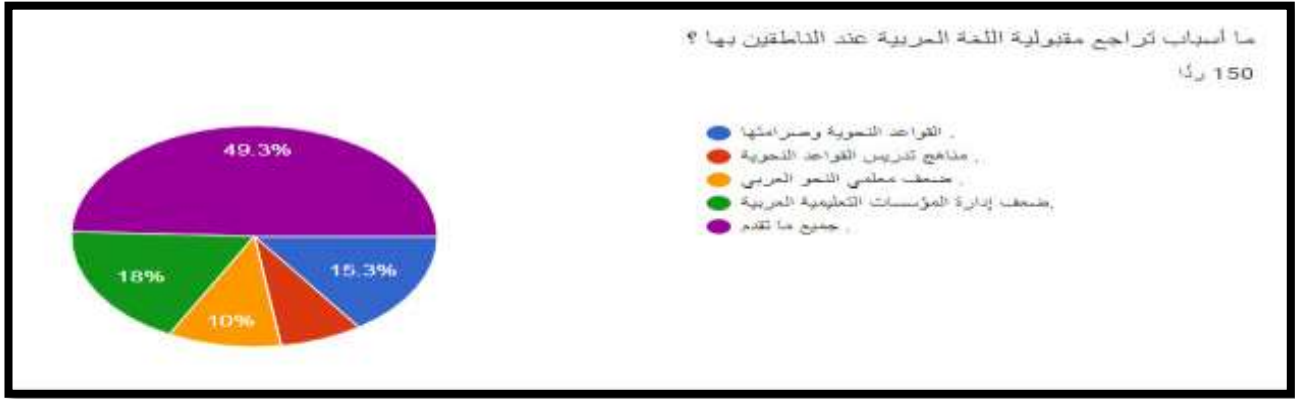 ما أسباب تراجع مقبولية اللغة العربية عند الناطقين بها ؟
150 ردًا
. القواعد النحوية وصرامتها
. مناهج تدريس القواعد النحوية
. ضعف معلمي النحو العربي
.ضعف إدارة المؤسسات التعليمية العربية
. جميع ما تقدم
49.3%
15.3%
18%
10%